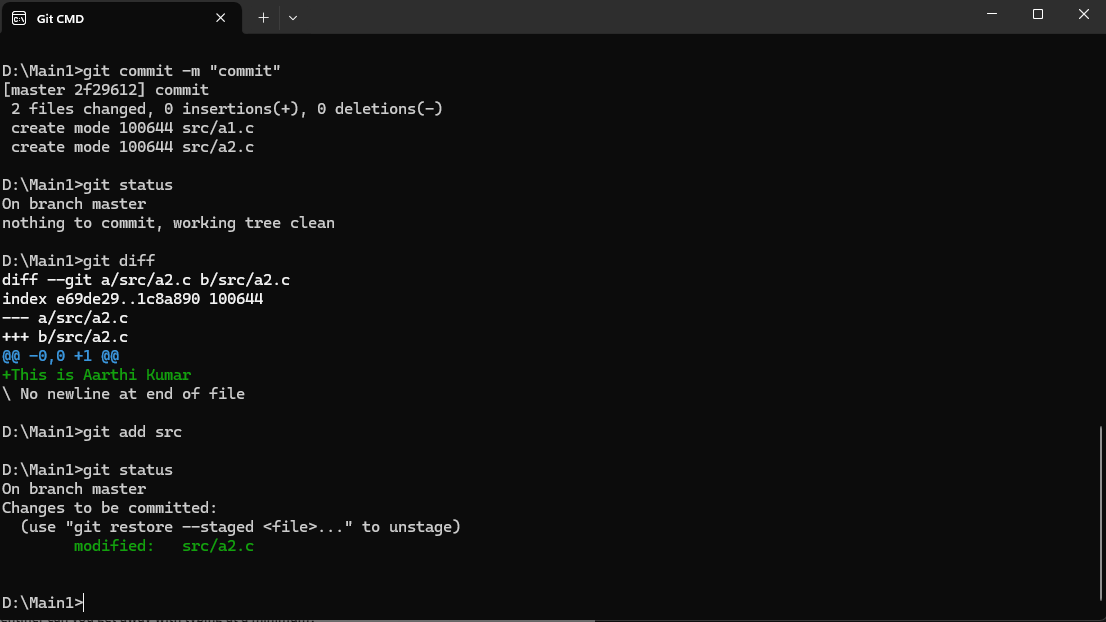 Git CMD
D:\Main1>git commit -m "commit"
[master 2f29612] commit
 2 files changed, 0 insertions(+), 0 deletions(-)
 create mode 100644 src/a1.c
 create mode 100644 src/a2.c
D:\Main1>git status
On branch master
nothing to commit, working tree clean
D:\Main1>git diff
diff --git a/src/a2.c b/src/a2.c
index e69de29..1c8a890 100644
--- a/src/a2.c
+++ b/src/a2.c
@@ -0,0 +1 @@
+This is Aarthi Kumar
\ No newline at end of file
D:\Main1>git add src
D:\Main1>git status
On branch master
Changes to be committed:
  (use "git restore --staged <file>..." to unstage)
        modified:   src/a2.c
D:\Main1>